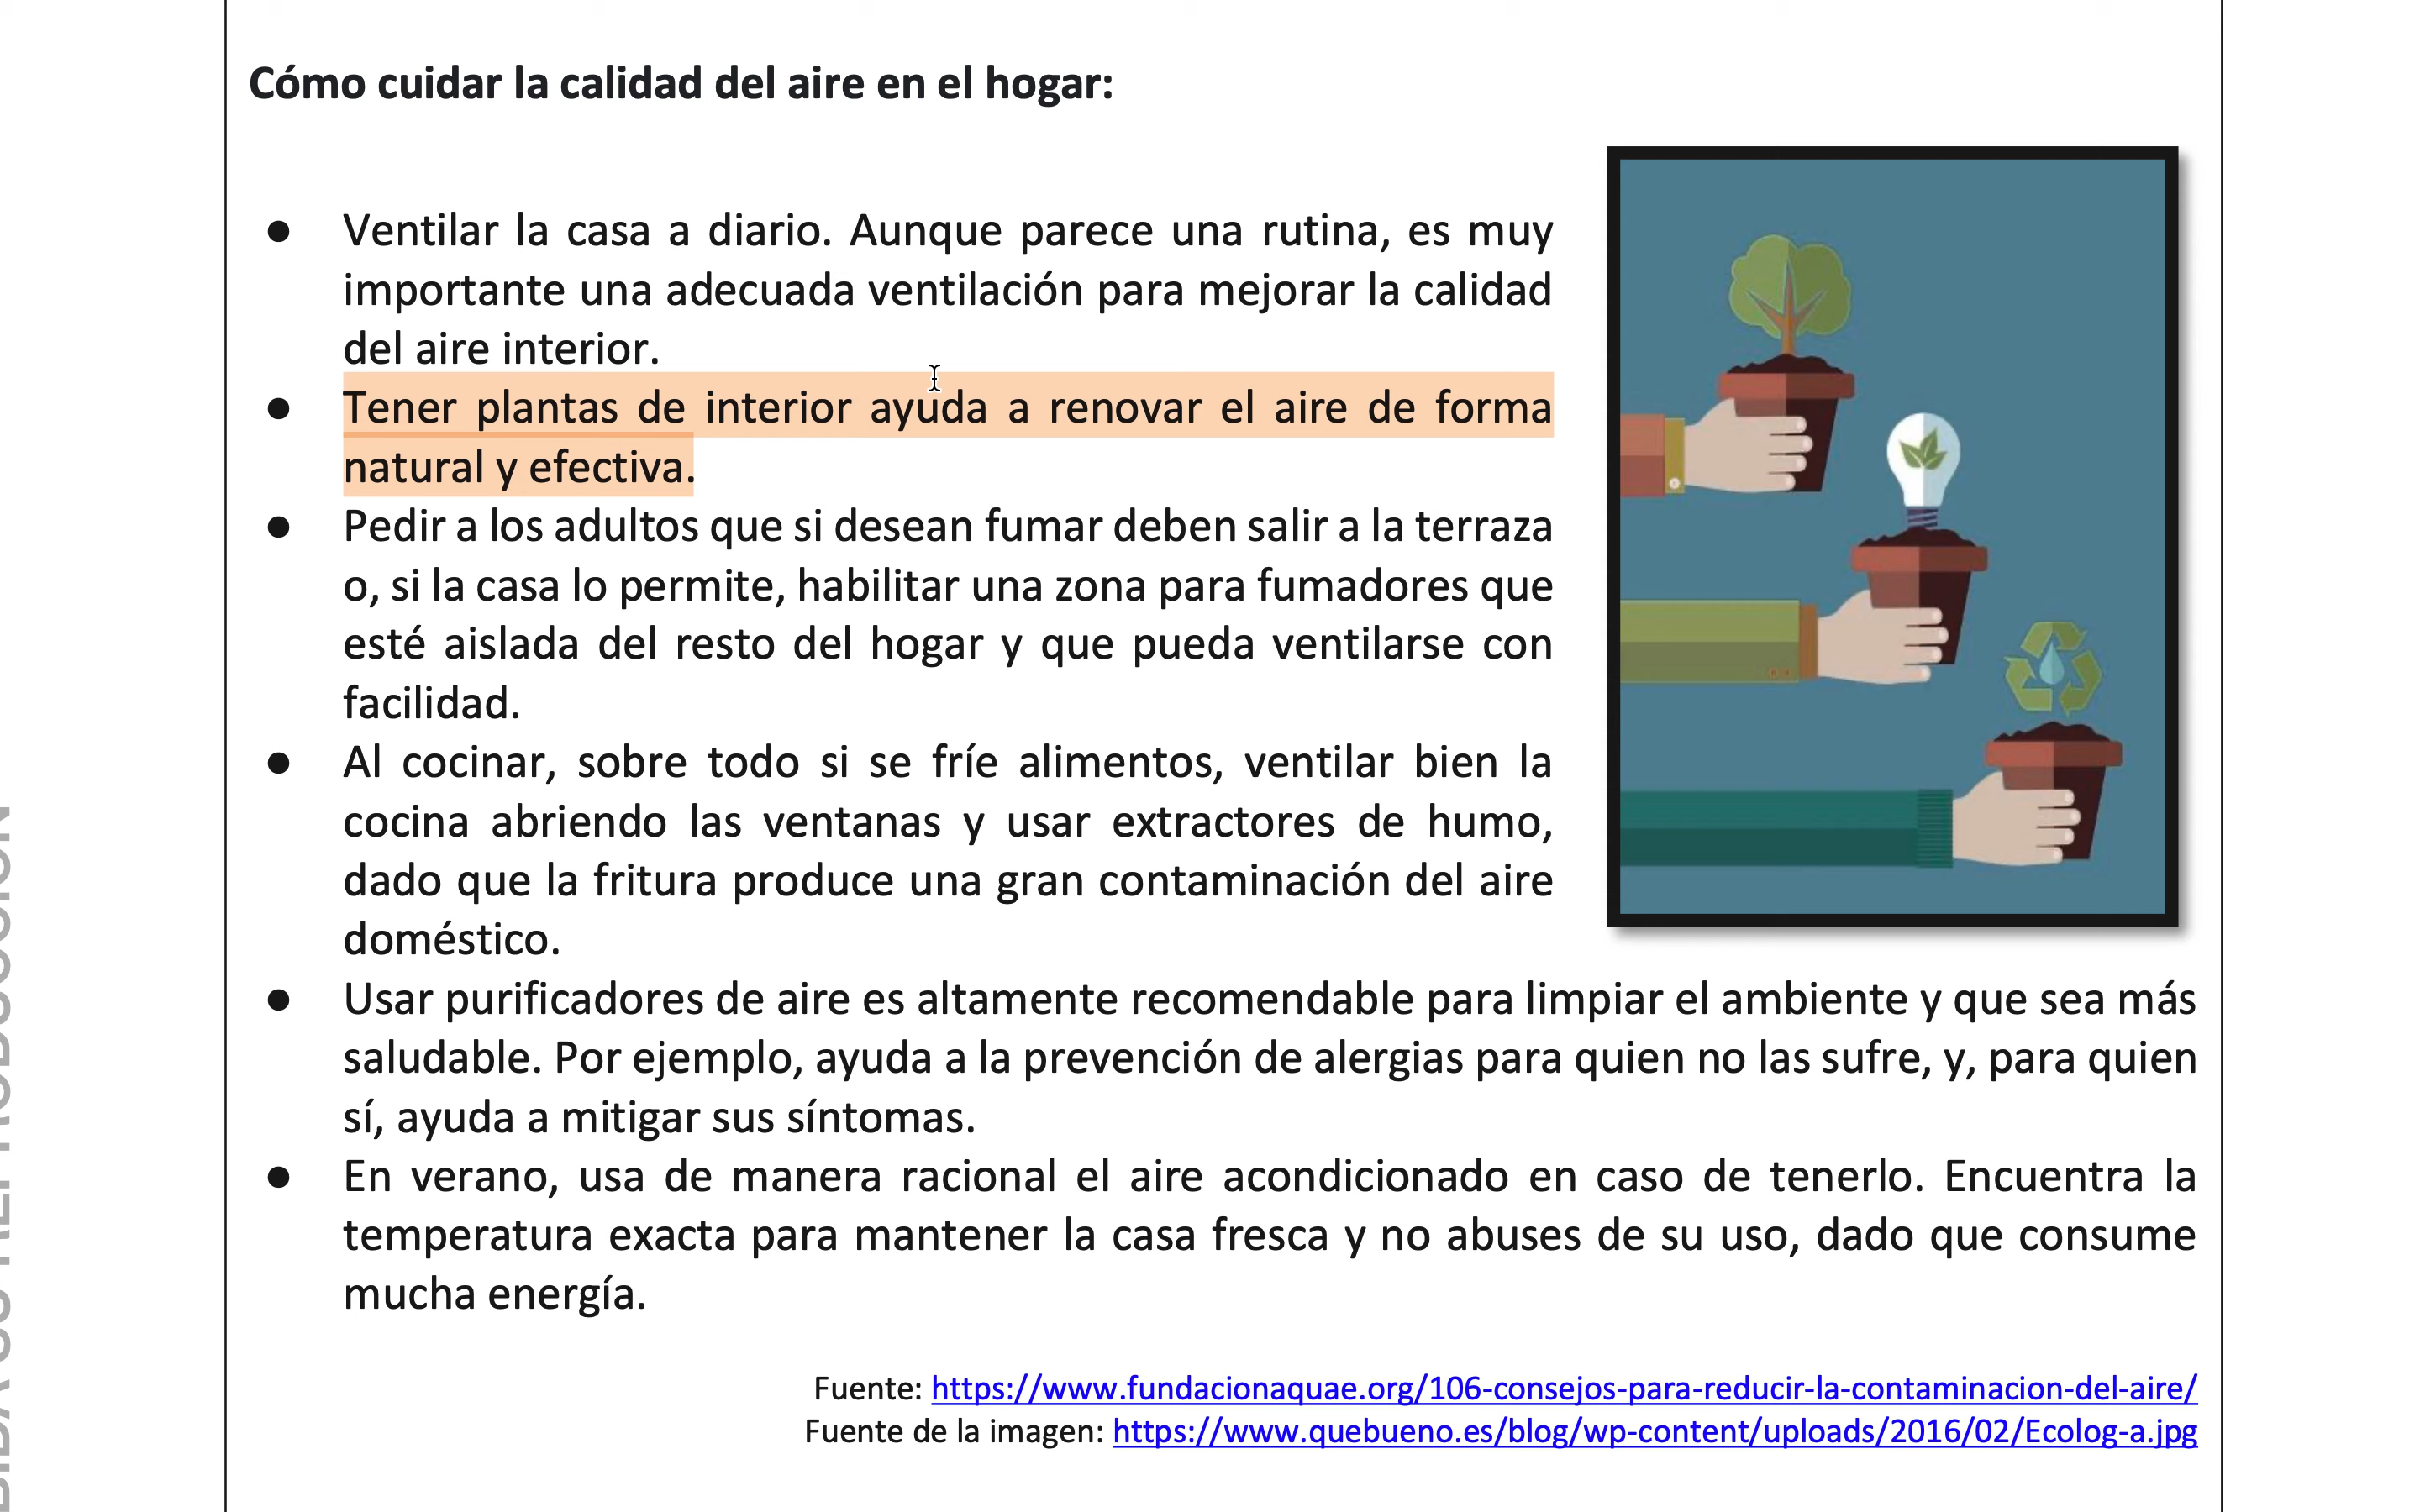 Cómo cuidar la calidad del aire en el hogar:
● Ventilar la casa a diario. Aunque parece una rutina, es muy
importante una adecuada ventilación para mejorar la calidad
del aire interior.
● Tener plantas de interior ayuda a renovar el aire de forma
natural y efectiva.
● Pedir a los adultos que si desean fumar deben salir a la terraza
o, si la casa lo permite, habilitar una zona para fumadores que
esté aislada del resto del hogar y que pueda ventilarse con
facilidad.
● Al cocinar, sobre todo si se fríe alimentos, ventilar bien la
cocina abriendo las ventanas y usar extractores de humo,
dado que la fritura produce una gran contaminación del aire
doméstico.
● Usar purificadores de aire es altamente recomendable para limpiar el ambiente y que sea más
saludable. Por ejemplo, ayuda a la prevención de alergias para quien no las sufre, y, para quien
sí, ayuda a mitigar sus síntomas.
● En verano, usa de manera racional el aire acondicionado en caso de tenerlo. Encuentra la
temperatura exacta para mantener la casa fresca y no abuses de su uso, dado que consume
mucha energía.
Fuente: https://www.fundacionaquae.org/106-consejos-para-reducir-la-contaminacion-del-aire/
Fuente de la imagen: https://www.quebueno.es/blog/wp-content/uploads/2016/02/Ecolog-a.jpg